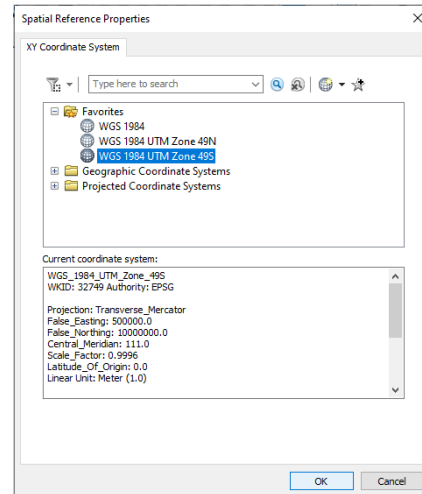 Spatial Reference Properties
XY Coordinate System
Type here to search
Favorites
WGS 1984
WGS 1984 UTM Zone 49N
WGS 1984 UTM Zone 49S
Geographic Coordinate Systems
Projected Coordinate Systems
Current coordinate system:
WGS_1984_UTM_Zone_49S
WKID: 32749 Authority: EPSG
Projection: Transverse_Mercator
False_Easting: 500000.0
False_Northing: 10000000.0
Central_Meridian: 111.0
Scale_Factor: 0.9996
Latitude_Of_Origin: 0.0
Linear Unit: Meter (1.0)
OK Cancel